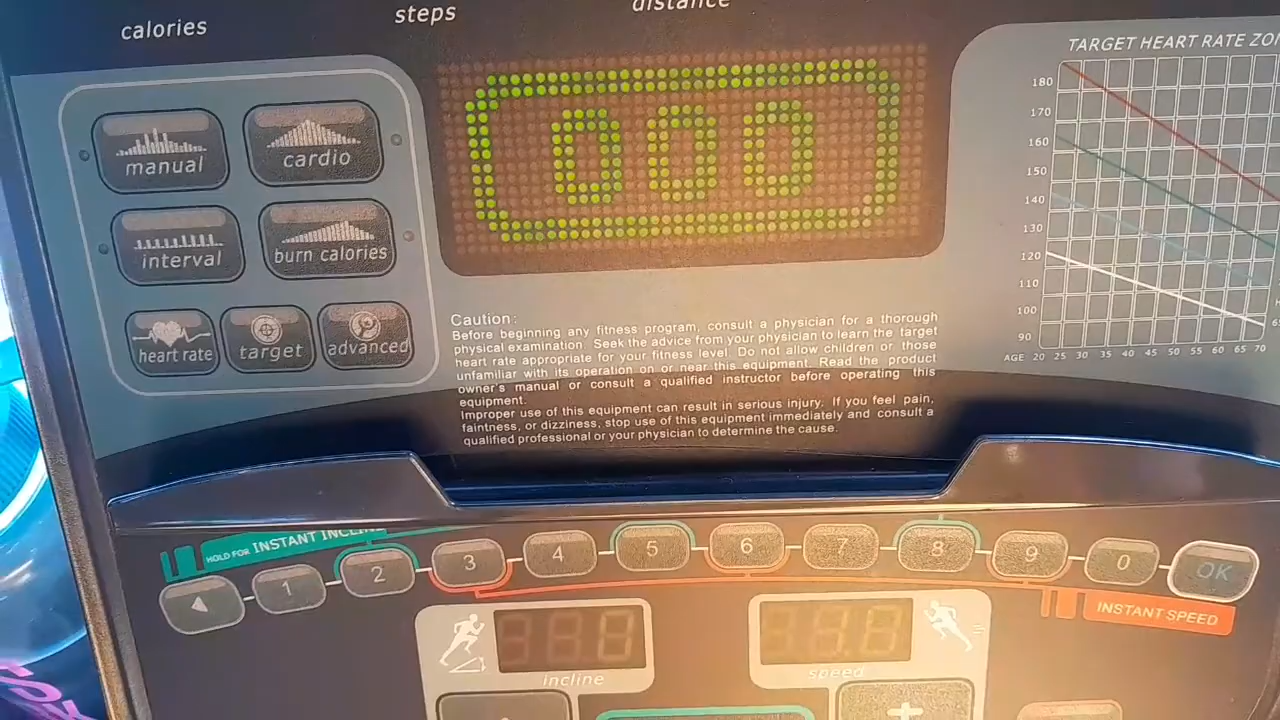 calories
steps
distance
TARGET HEART RATE
180
170
160
150
140
130
120
110
100
90
AGE 20 25 30 35 40 45 50 55 60 65 70
manual
cardio
interval
burn calories
heart rate
target
advanced
000
Caution:
Before beginning any fitness program, consult a physician for a thorough
physical examination. Seek the advice from your physician to learn the target
heart rate appropriate for your fitness level. Do not allow children or those
unfamiliar with its operation on or near this equipment. Read the product
owner's manual or consult a qualified instructor before operating this
equipment.
Improper use of this equipment can result in serious injury. If you feel pain,
faintness, or dizziness, stop use of this equipment immediately and consult a
qualified professional or your physician to determine the cause.
HOLD FOR INSTANT INCLINE
1 2 3 4 5 6 7 8 9 0 OK
INSTANT SPEED
incline
speed